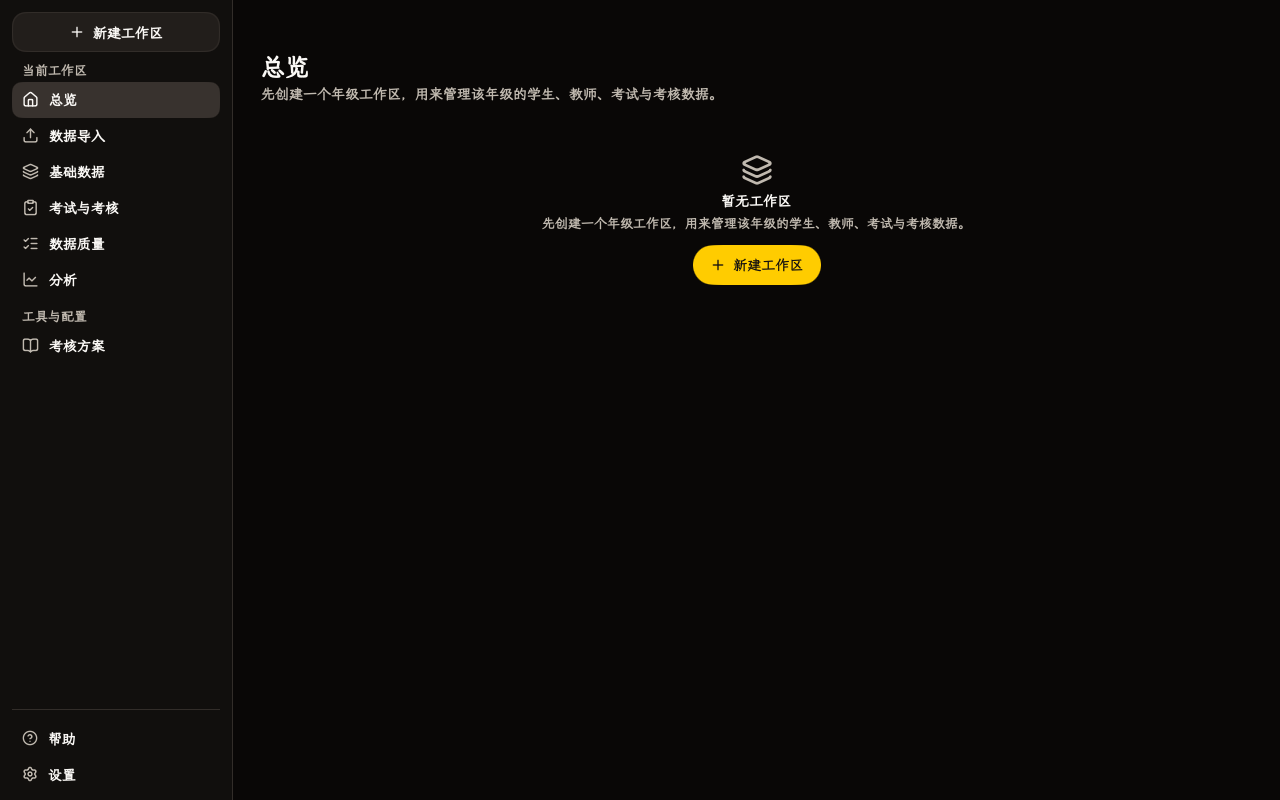 新建工作区
当前工作区
总览
数据导入
基础数据
考试与考核
数据质量
分析
工具与配置
考核方案
帮助
设置
总览
先创建一个年级工作区，用来管理该年级的学生、教师、考试与考核数据。
暂无工作区
先创建一个年级工作区，用来管理该年级的学生、教师、考试与考核数据。
新建工作区